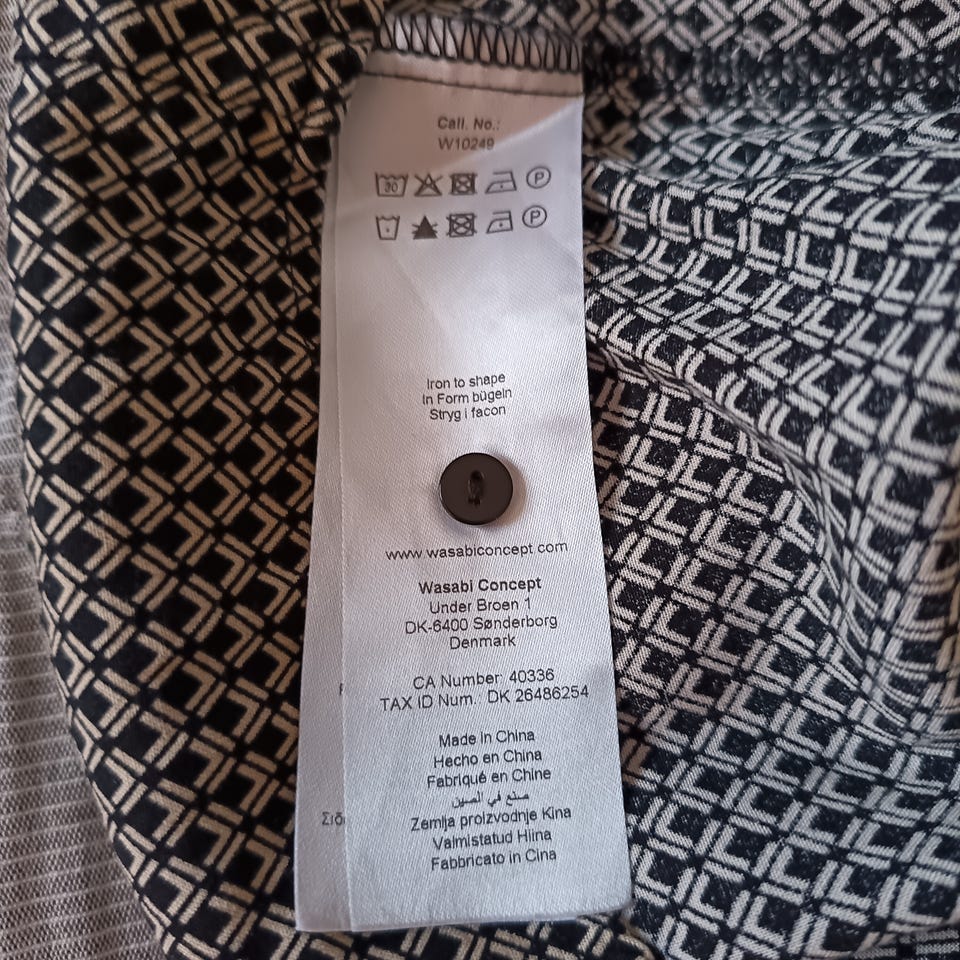 Call. No.:
W10249
30 P
P
Iron to shape
In Form bügeln
Stryg i facon
www.wasabiconcept.com
Wasabi Concept
Under Broen 1
DK-6400 Sønderborg
Denmark
CA Number: 40336
TAX ID Num.: DK 26486254
Made in China
Hecho en China
Fabriqué en Chine
صنع في الصين
Zemlja proizvodnje Kina
Valmistatud Hiina
Fabbricato in Cina